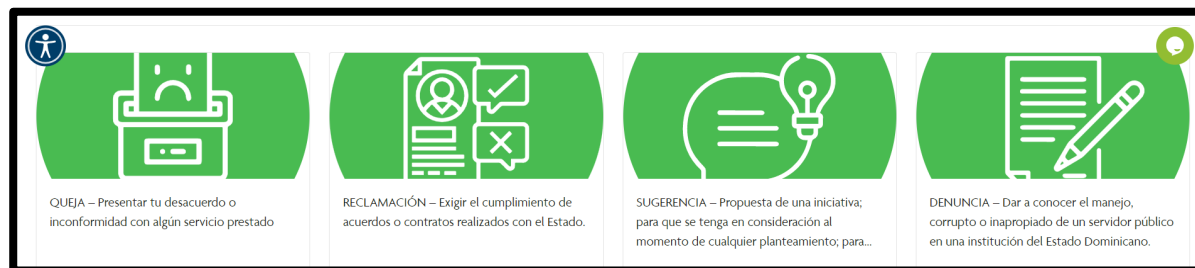 QUEJA – Presentar tu desacuerdo o
inconformidad con algún servicio prestado
RECLAMACIÓN – Exigir el cumplimiento de
acuerdos o contratos realizados con el Estado.
SUGERENCIA – Propuesta de una iniciativa;
para que se tenga en consideración al
momento de cualquier planteamiento; para...
DENUNCIA – Dar a conocer el manejo,
corrupto o inapropiado de un servidor público
en una institución del Estado Dominicano.